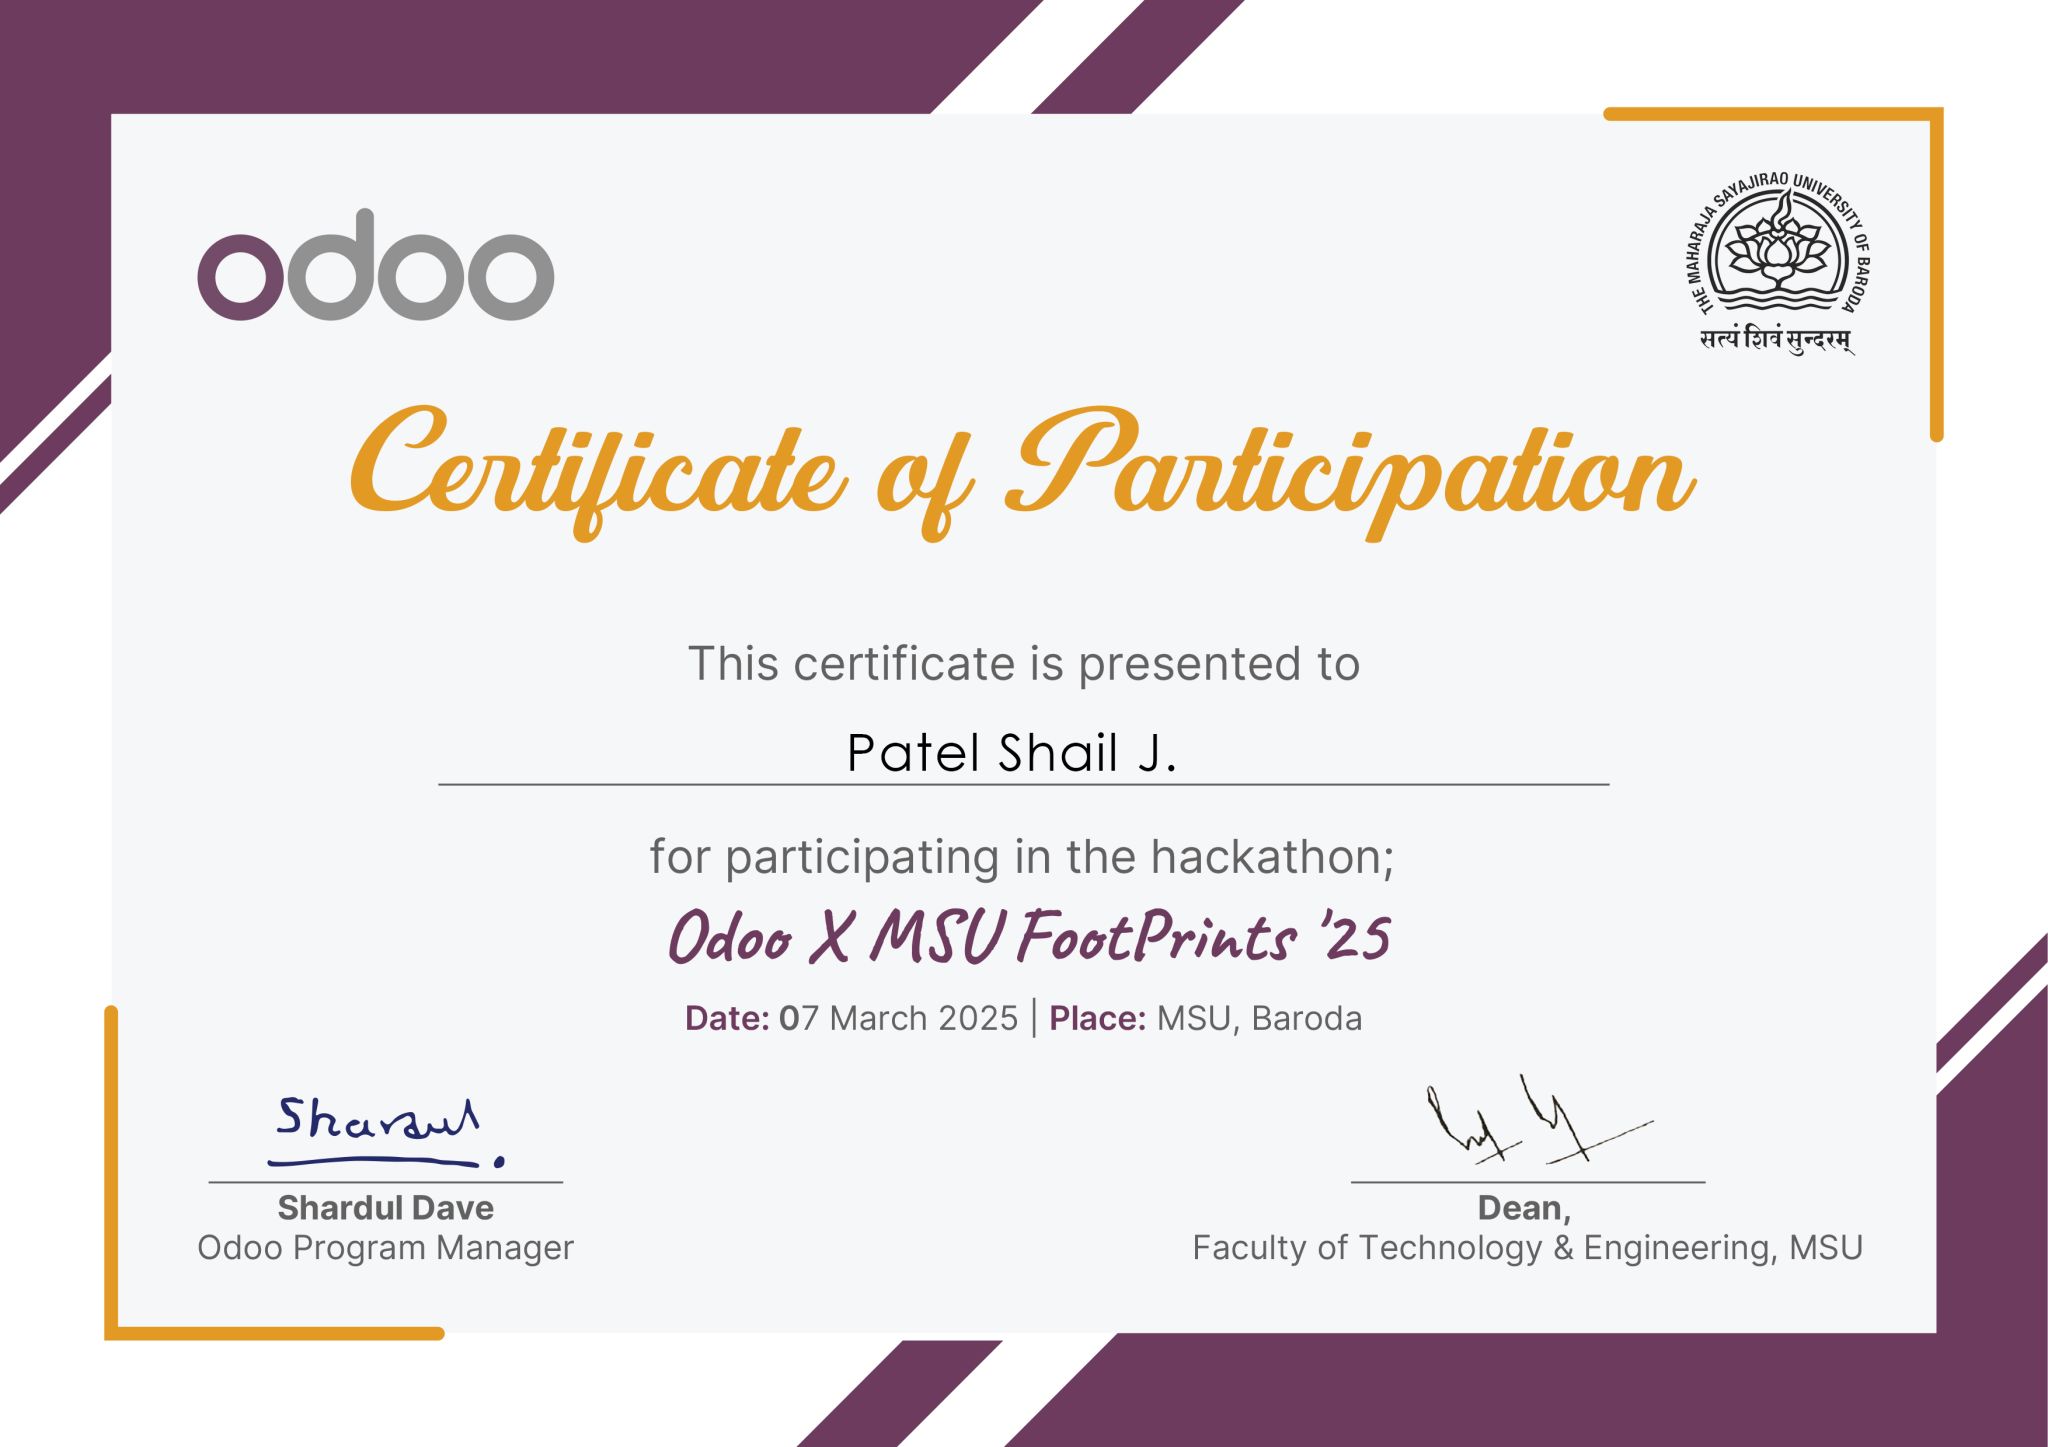 odoo
THE MAHARAJA SAYAJIRAO UNIVERSITY OF BARODA
सत्यं शिवं सुन्दरम्
Certificate of Participation
This certificate is presented to
Patel Shail J.
for participating in the hackathon;
Odoo X MSU FootPrints '25
Date: 07 March 2025 | Place: MSU, Baroda
Shardul
Shardul Dave
Odoo Program Manager
Dean,
Faculty of Technology & Engineering, MSU